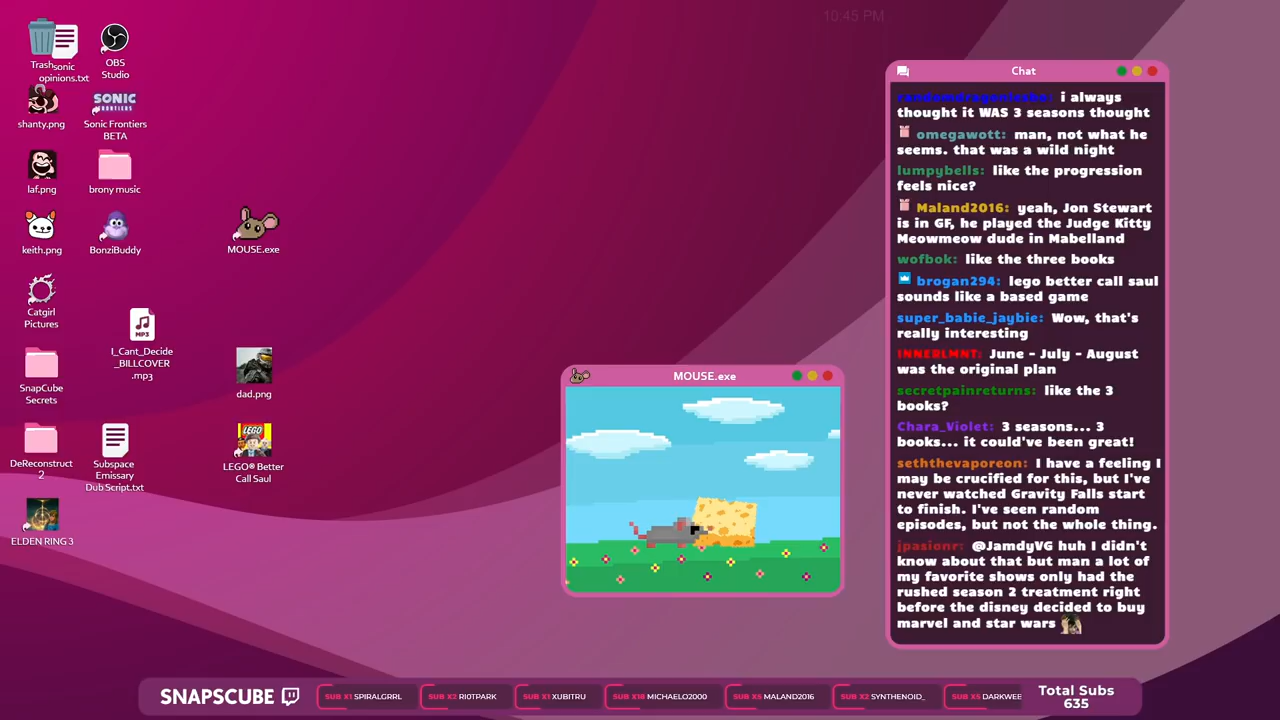 10:45 PM
Trash
sonic
opinions.txt
OBS
Studio
shanty.png
SONIC
FRONTIERS
Sonic Frontiers
BETA
laf.png
brony music
keith.png
BonziBuddy
MOUSE.exe
Catgirl
Pictures
MP3
I_Cant_Decide
_BILLCOVER
.mp3
SnapCube
Secrets
dad.png
DeReconstruct
2
Subspace
Emissary
Dub Script.txt
LEGO
LEGO® Better
Call Saul
ELDEN RING 3
MOUSE.exe
Chat
i always
thought it WAS 3 seasons thought
omegawott: man, not what he
seems. that was a wild night
lumpybells: like the progression
feels nice?
Maland2016: yeah, Jon Stewart
is in GF, he played the Judge Kitty
Meowmeow dude in Mabelland
wofbok: like the three books
brogan294: lego better call saul
sounds like a based game
super_babie_jaybie: Wow, that's
really interesting
INNERLMNT: June - July - August
was the original plan
secretpainreturns: like the 3
books?
Chara_Violet: 3 seasons... 3
books... it could've been great!
seththevaporeon: I have a feeling I
may be crucified for this, but I've
never watched Gravity Falls start
to finish. I've seen random
episodes, but not the whole thing.
jpasionr: @JamdyVG huh I didn't
know about that but man a lot of
my favorite shows only had the
rushed season 2 treatment right
before the disney decided to buy
marvel and star wars
SNAPSCUBE
SUB X1 SPIRALGRRL
SUB X2 RI0TPARK
SUB X1 XUBITRU
SUB X18 MICHAELO2000
SUB X5 MALAND2016
SUB X2 SYNTHENOID_
SUB X5 DARKWEE
Total Subs
635